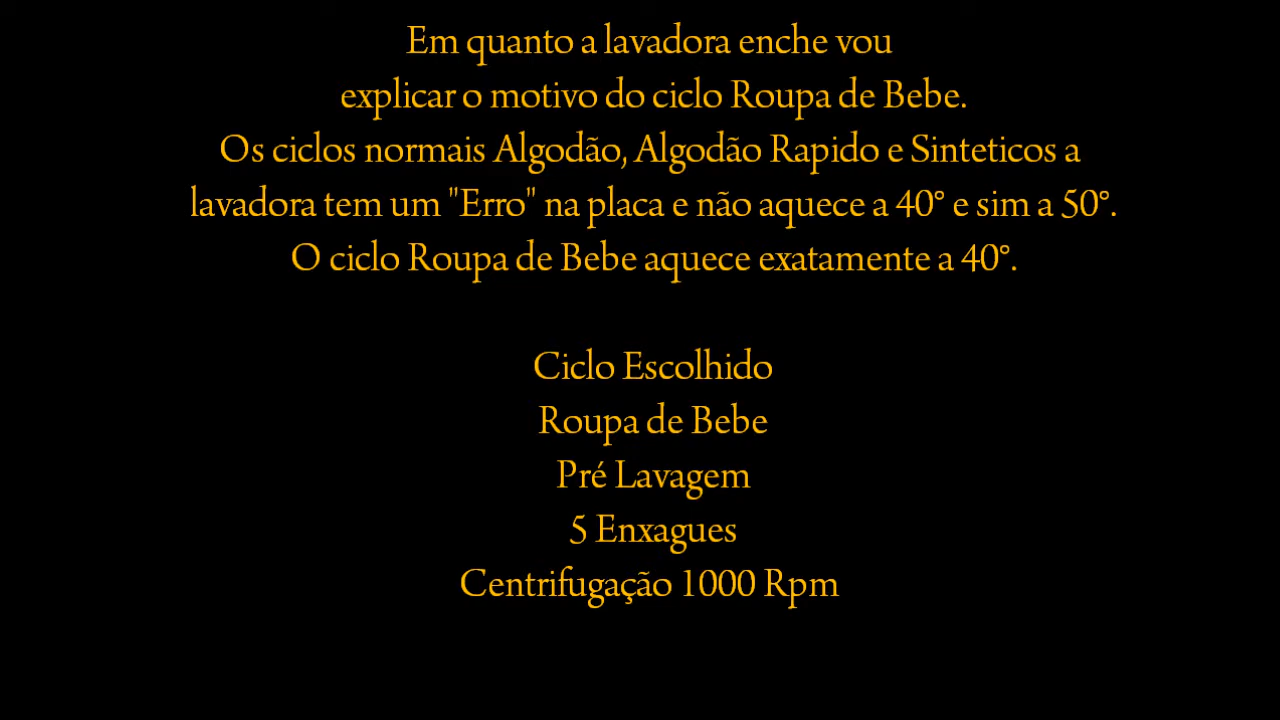 Em quanto a lavadora enche vou
explicar o motivo do ciclo Roupa de Bebe.
Os ciclos normais Algodão, Algodão Rapido e Sinteticos a
lavadora tem um "Erro" na placa e não aquece a 40° e sim a 50°.
O ciclo Roupa de Bebe aquece exatamente a 40°.
Ciclo Escolhido
Roupa de Bebe
Pré Lavagem
5 Enxagues
Centrifugação 1000 Rpm